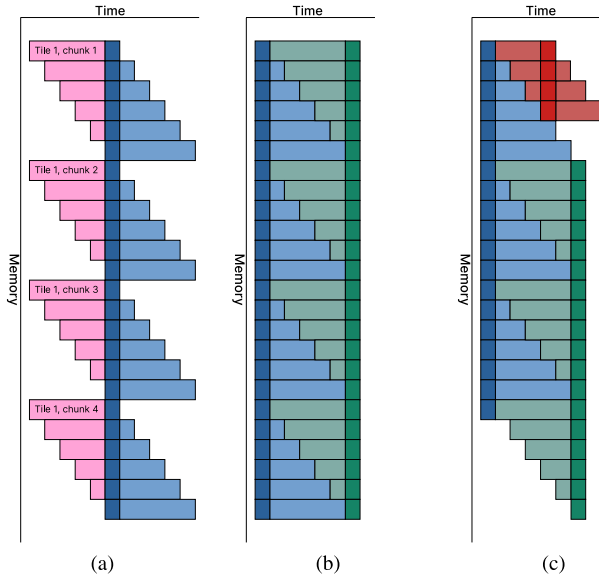 Time
Time
Time
Memory
Tile 1, chunk 1
Tile 1, chunk 2
Tile 1, chunk 3
Tile 1, chunk 4
Memory
Memory
(a)
(b)
(c)